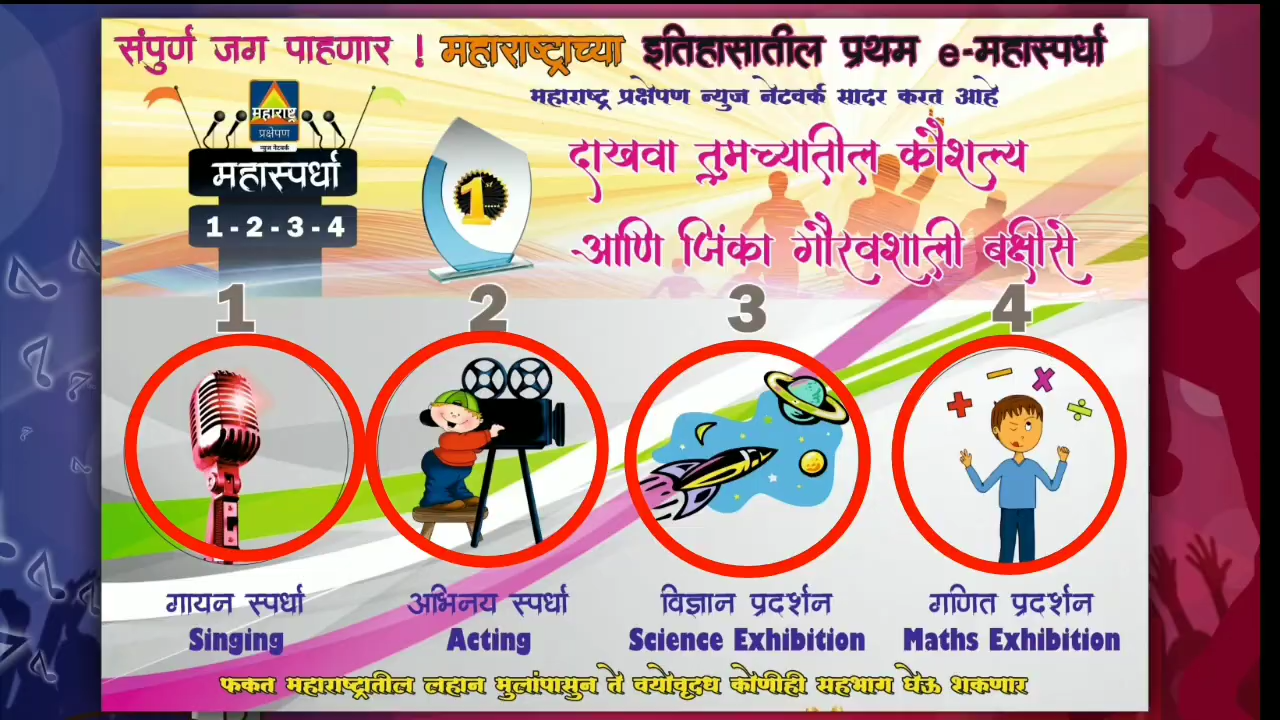 संपुर्ण जग पाहणार ! महाराष्ट्राच्या इतिहासातील प्रथम e-महास्पर्धा
महाराष्ट्र प्रक्षेपण न्युज नेटवर्क सादर करत आहे
महाराष्ट्र
प्रक्षेपण
न्युज नेटवर्क
महास्पर्धा
1-2-3-4
1st
दाखवा तुमच्यातील कौशल्य
आणि जिंका गौरवशाली बक्षीसे
1 2 3 4
गायन स्पर्धा अभिनय स्पर्धा विज्ञान प्रदर्शन गणित प्रदर्शन
Singing Acting Science Exhibition Maths Exhibition
फकत महाराष्ट्रातील लहान मुलांपासुन ते वयोवृद्ध कोणीही सहभाग घेऊ शकणार